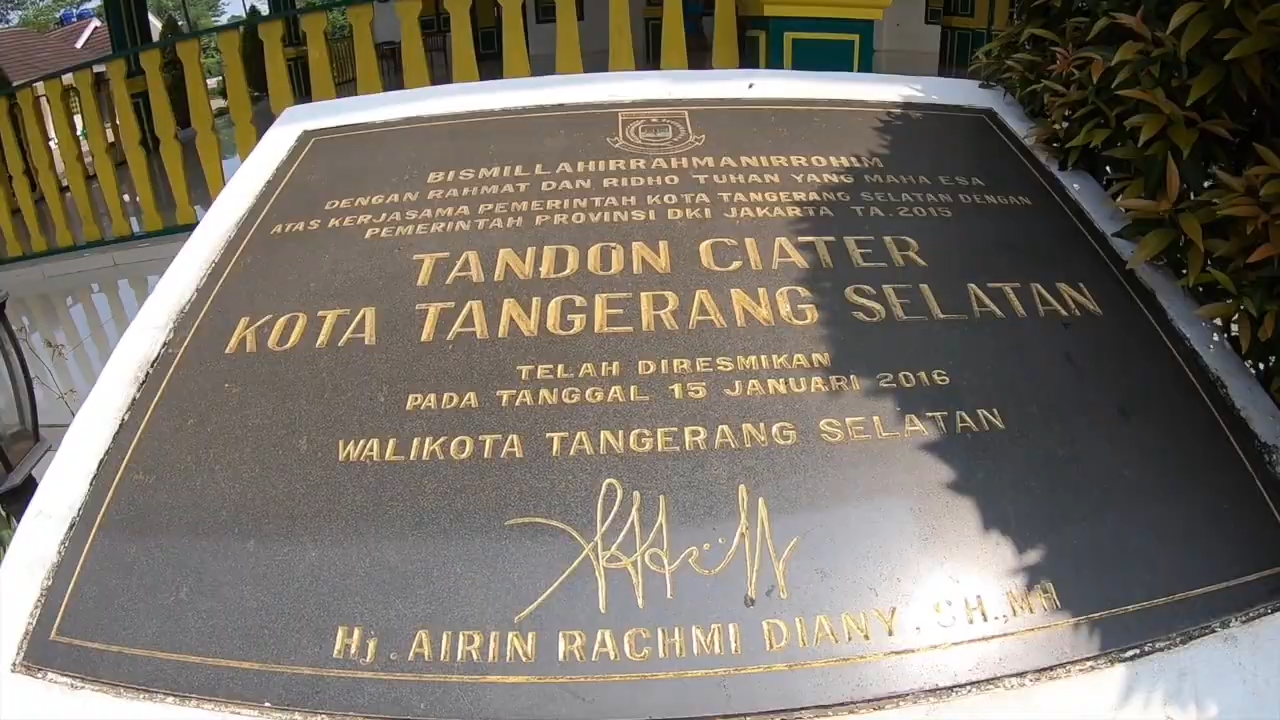 BISMILLAHIRRAHMANIRROHIM
DENGAN RAHMAT DAN RIDHO TUHAN YANG MAHA ESA
ATAS KERJASAMA PEMERINTAH KOTA TANGERANG SELATAN DENGAN
PEMERINTAH PROVINSI DKI JAKARTA TA. 2015
TANDON CIATER
KOTA TANGERANG SELATAN
TELAH DIRESMIKAN
PADA TANGGAL 15 JANUARI 2016
WALIKOTA TANGERANG SELATAN
Hj. AIRIN RACHMI DIANY, SH.,MH